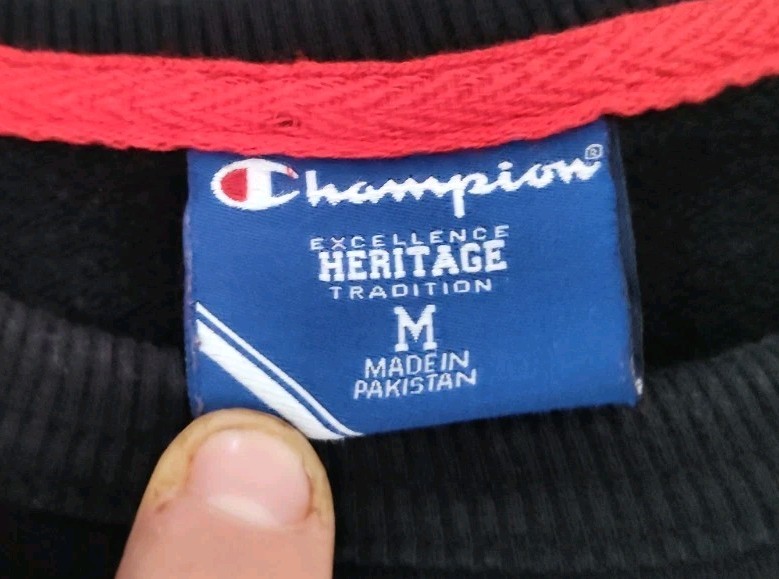 Champion®
EXCELLENCE
HERITAGE
TRADITION
M
MADE IN
PAKISTAN